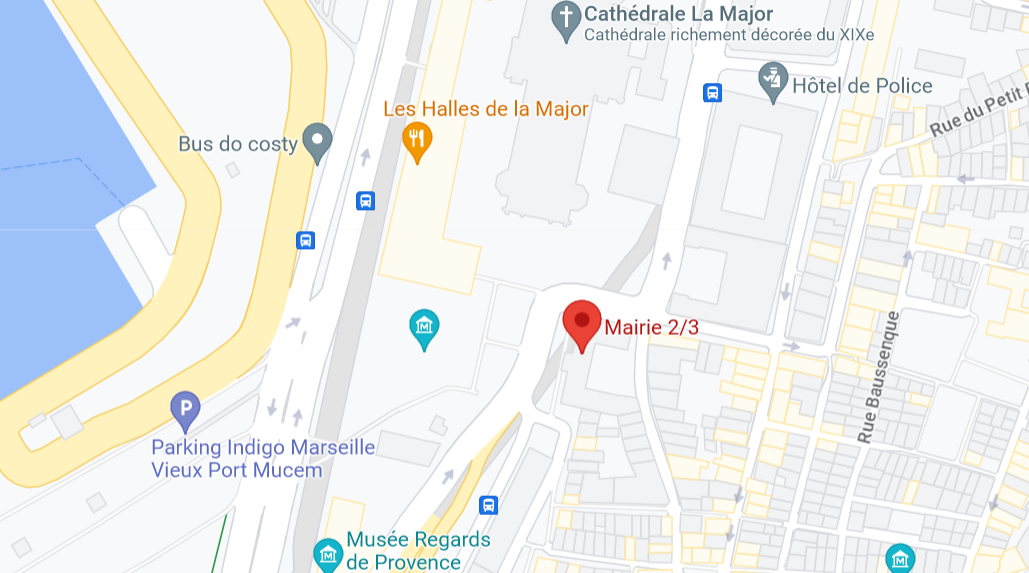 Cathédrale La Major
Cathédrale richement décorée du XIXe
Hôtel de Police
Les Halles de la Major
Rue du Petit
Bus do costy
Mairie 2/3
Rue Baussenque
P
Parking Indigo Marseille
Vieux Port Mucem
Musée Regards
de Provence